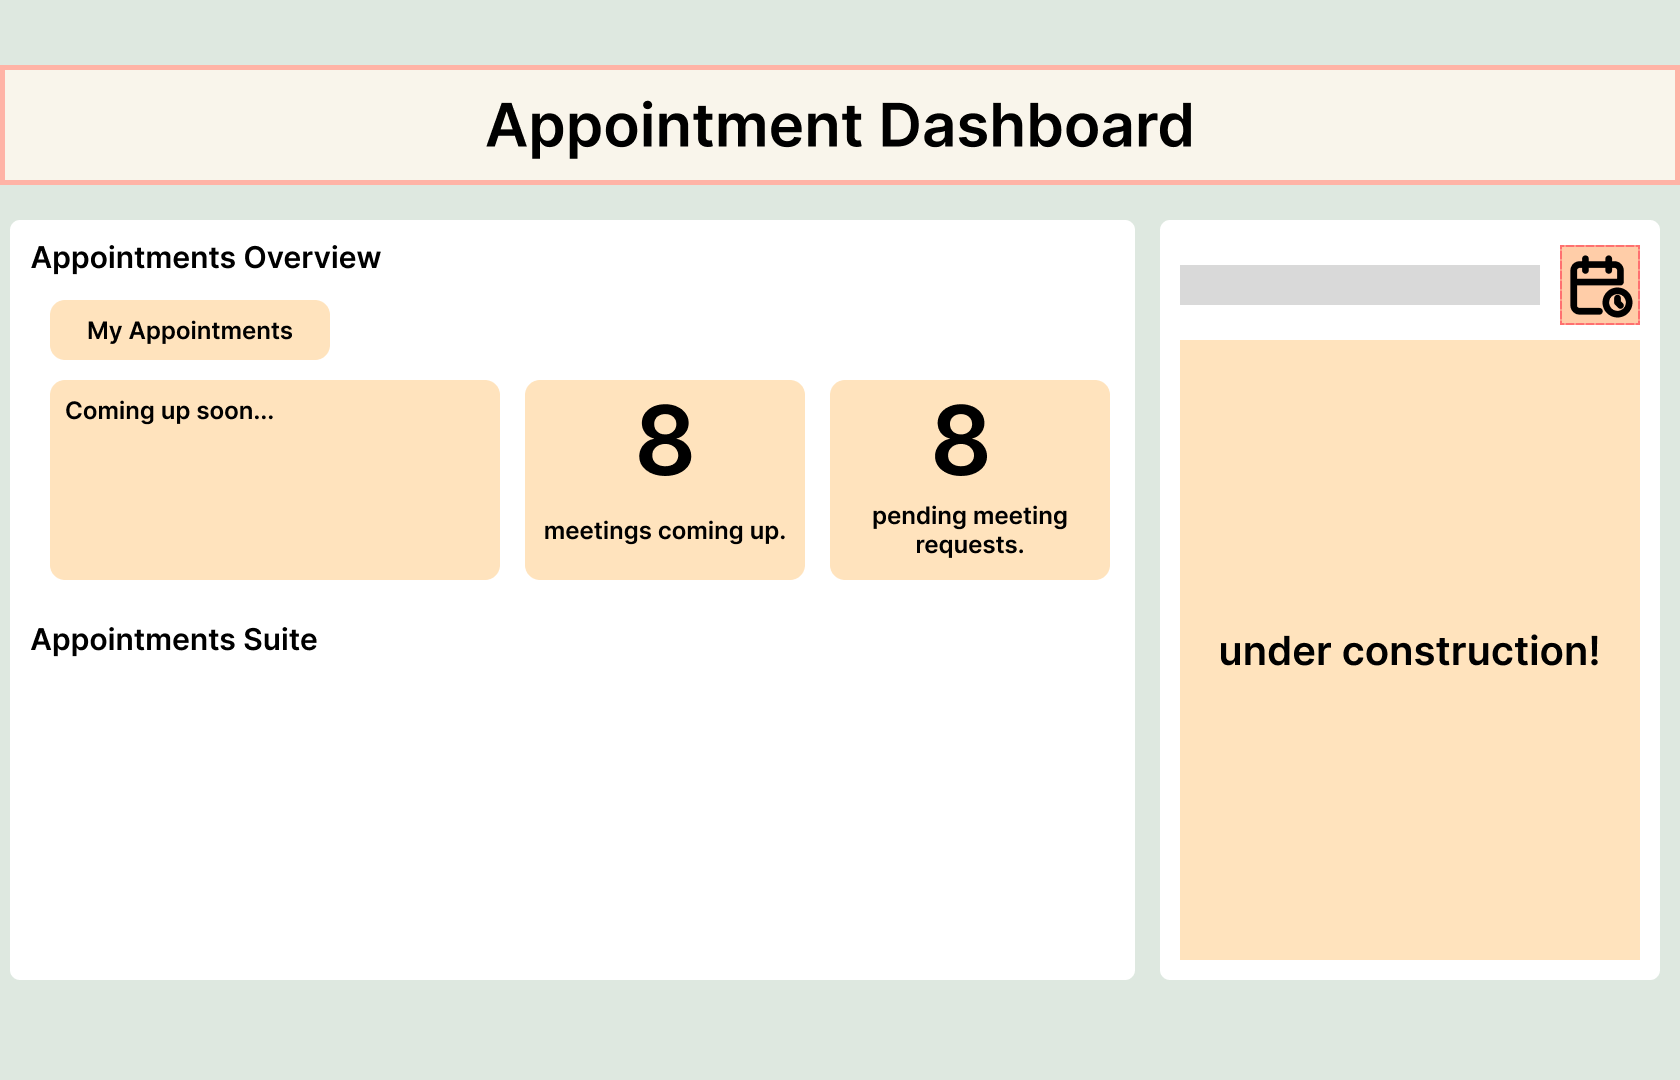 Appointment Dashboard
Appointments Overview
My Appointments
Coming up soon...
8
meetings coming up.
8
pending meeting
requests.
Appointments Suite
under construction!